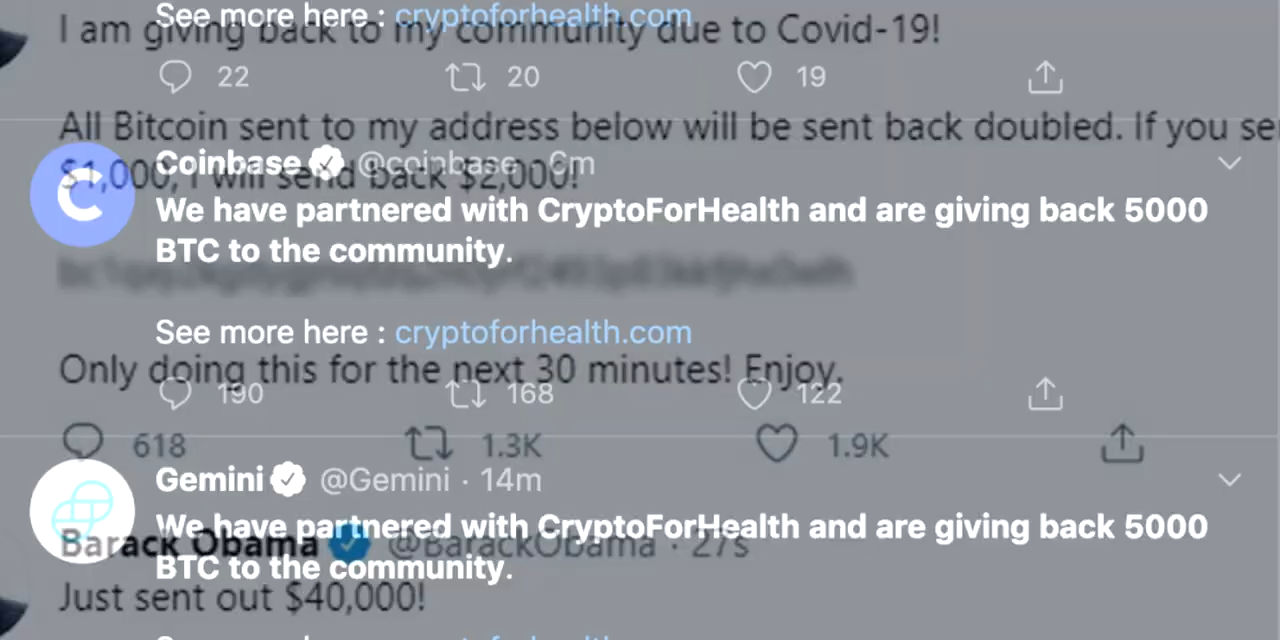 See more here : cryptoforhealth.com
I am giving back to my community due to Covid-19!
22 20 19
All Bitcoin sent to my address below will be sent back doubled. If you se
Coinbase @coinbase · 6m
$1,000, I will send back $2,000!
We have partnered with CryptoForHealth and are giving back 5000
BTC to the community.
See more here : cryptoforhealth.com
Only doing this for the next 30 minutes! Enjoy.
190 168 122
618 1.3K 1.9K
Gemini @Gemini · 14m
We have partnered with CryptoForHealth and are giving back 5000
Barack Obama @BarackObama · 27s
BTC to the community.
Just sent out $40,000!